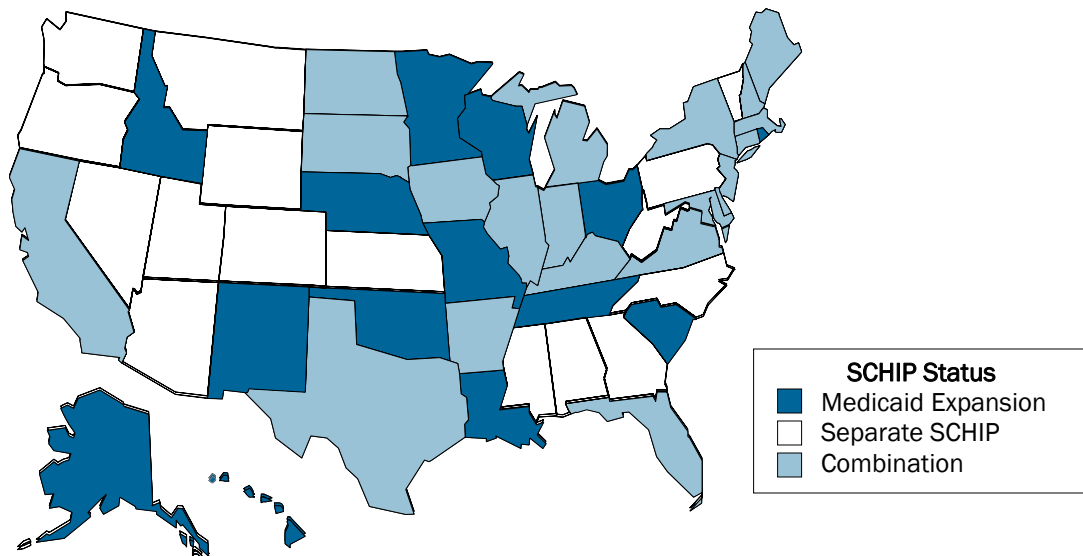 SCHIP Status
Medicaid Expansion
Separate SCHIP
Combination